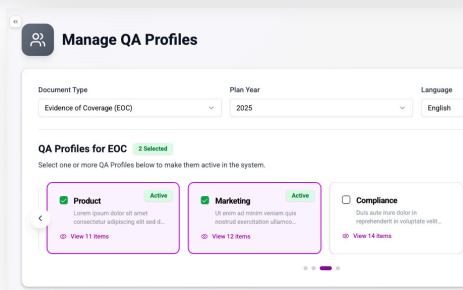 Manage QA Profiles
Document Type
Plan Year
Language
Evidence of Coverage (EOC)
2025
English
QA Profiles for EOC
2 Selected
Select one or more QA Profiles below to make them active in the system.
Active
Product
Lorem ipsum dolor sit amet
consectetur adipiscing elit sed d...
View 11 items
Active
Marketing
Ut enim ad minim veniam quis
nostrud exercitation ullamco...
View 12 items
Compliance
Duis aute irure dolor in
reprehenderit in voluptate velit...
View 14 items